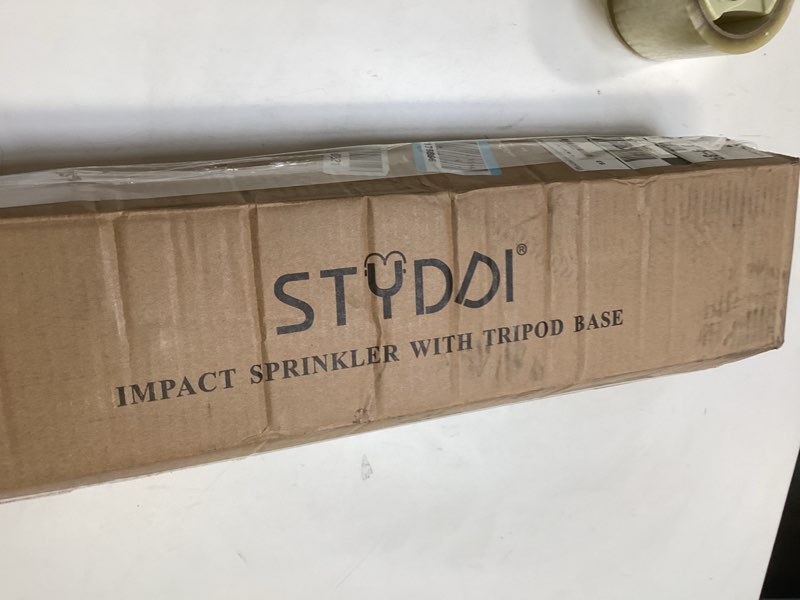 STYDDI®
IMPACT SPRINKLER WITH TRIPOD BASE